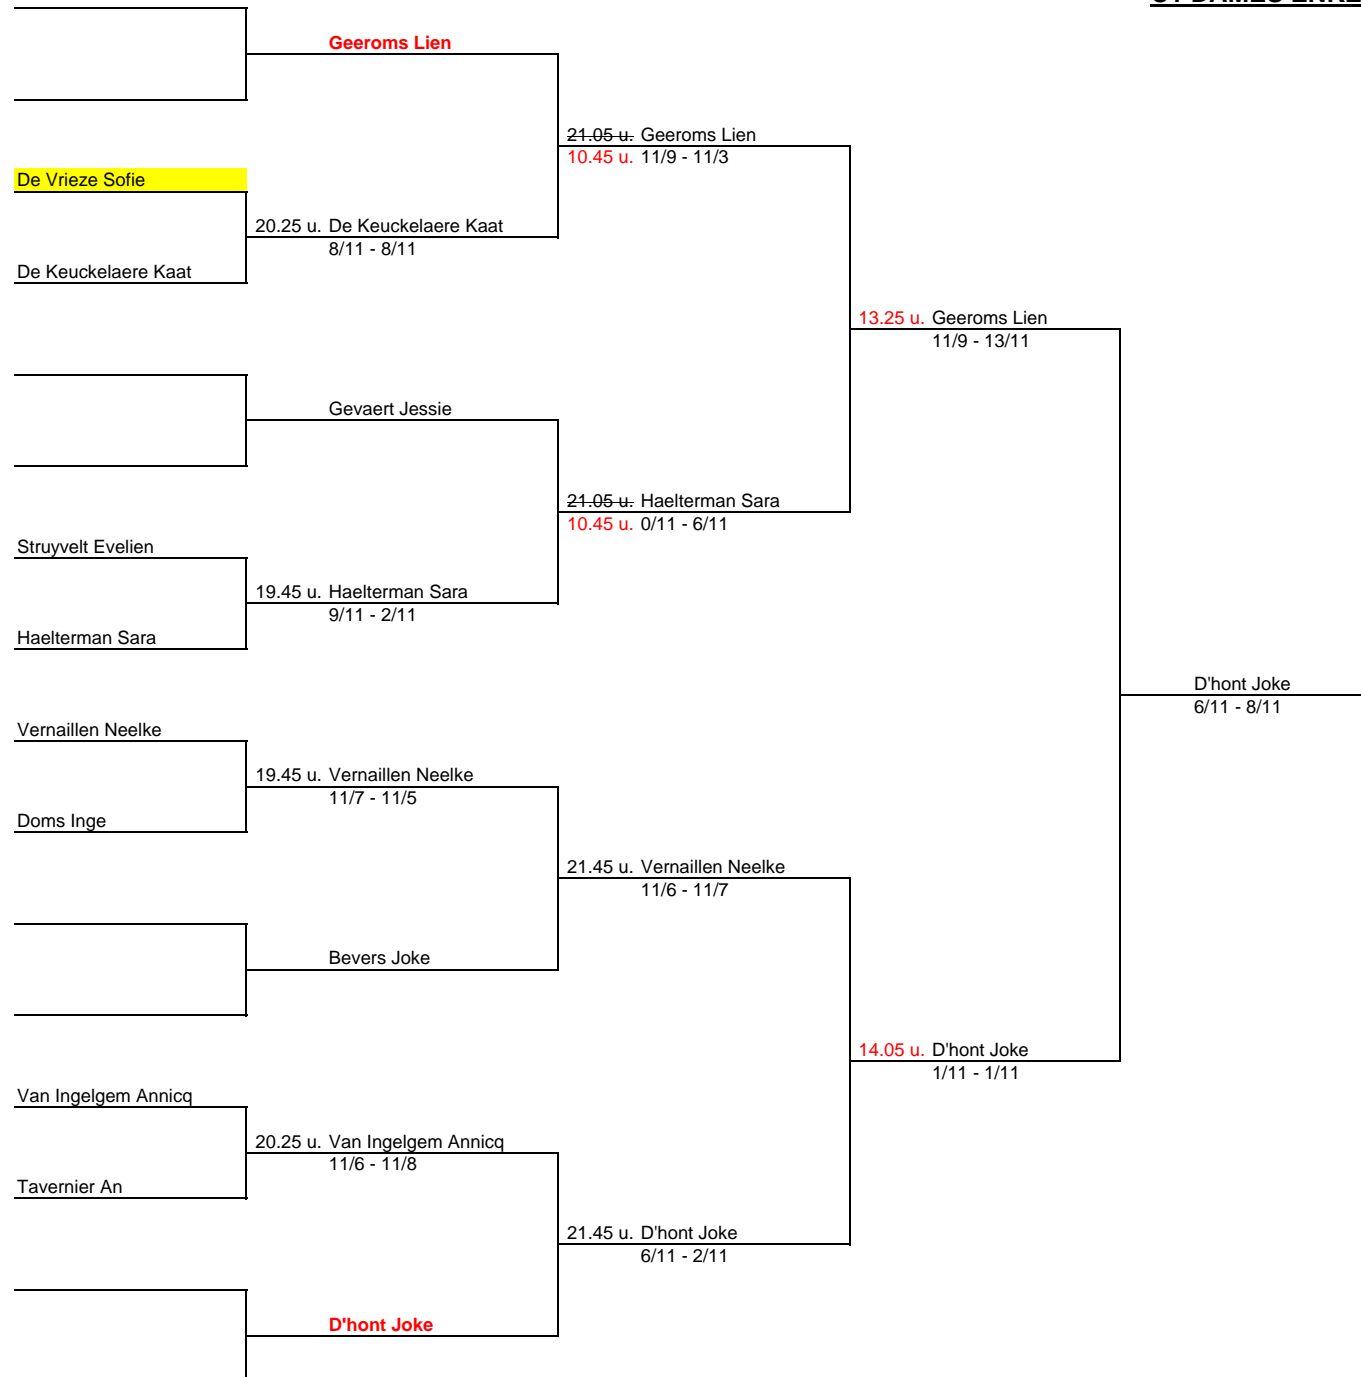 Geeroms Lien
21.05 u. Geeroms Lien
10.45 u. 11/9 - 11/3
De Vrieze Sofie
20.25 u. De Keuckelaere Kaat
8/11 - 8/11
De Keuckelaere Kaat
13.25 u. Geeroms Lien
11/9 - 13/11
Gevaert Jessie
21.05 u. Haelterman Sara
10.45 u. 0/11 - 6/11
Struyvelt Evelien
19.45 u. Haelterman Sara
9/11 - 2/11
Haelterman Sara
D'hont Joke
6/11 - 8/11
Vernaillen Neelke
19.45 u. Vernaillen Neelke
11/7 - 11/5
Doms Inge
21.45 u. Vernaillen Neelke
11/6 - 11/7
Bevers Joke
14.05 u. D'hont Joke
1/11 - 1/11
Van Ingelgem Annicq
20.25 u. Van Ingelgem Annicq
11/6 - 11/8
Tavernier An
21.45 u. D'hont Joke
6/11 - 2/11
D'hont Joke